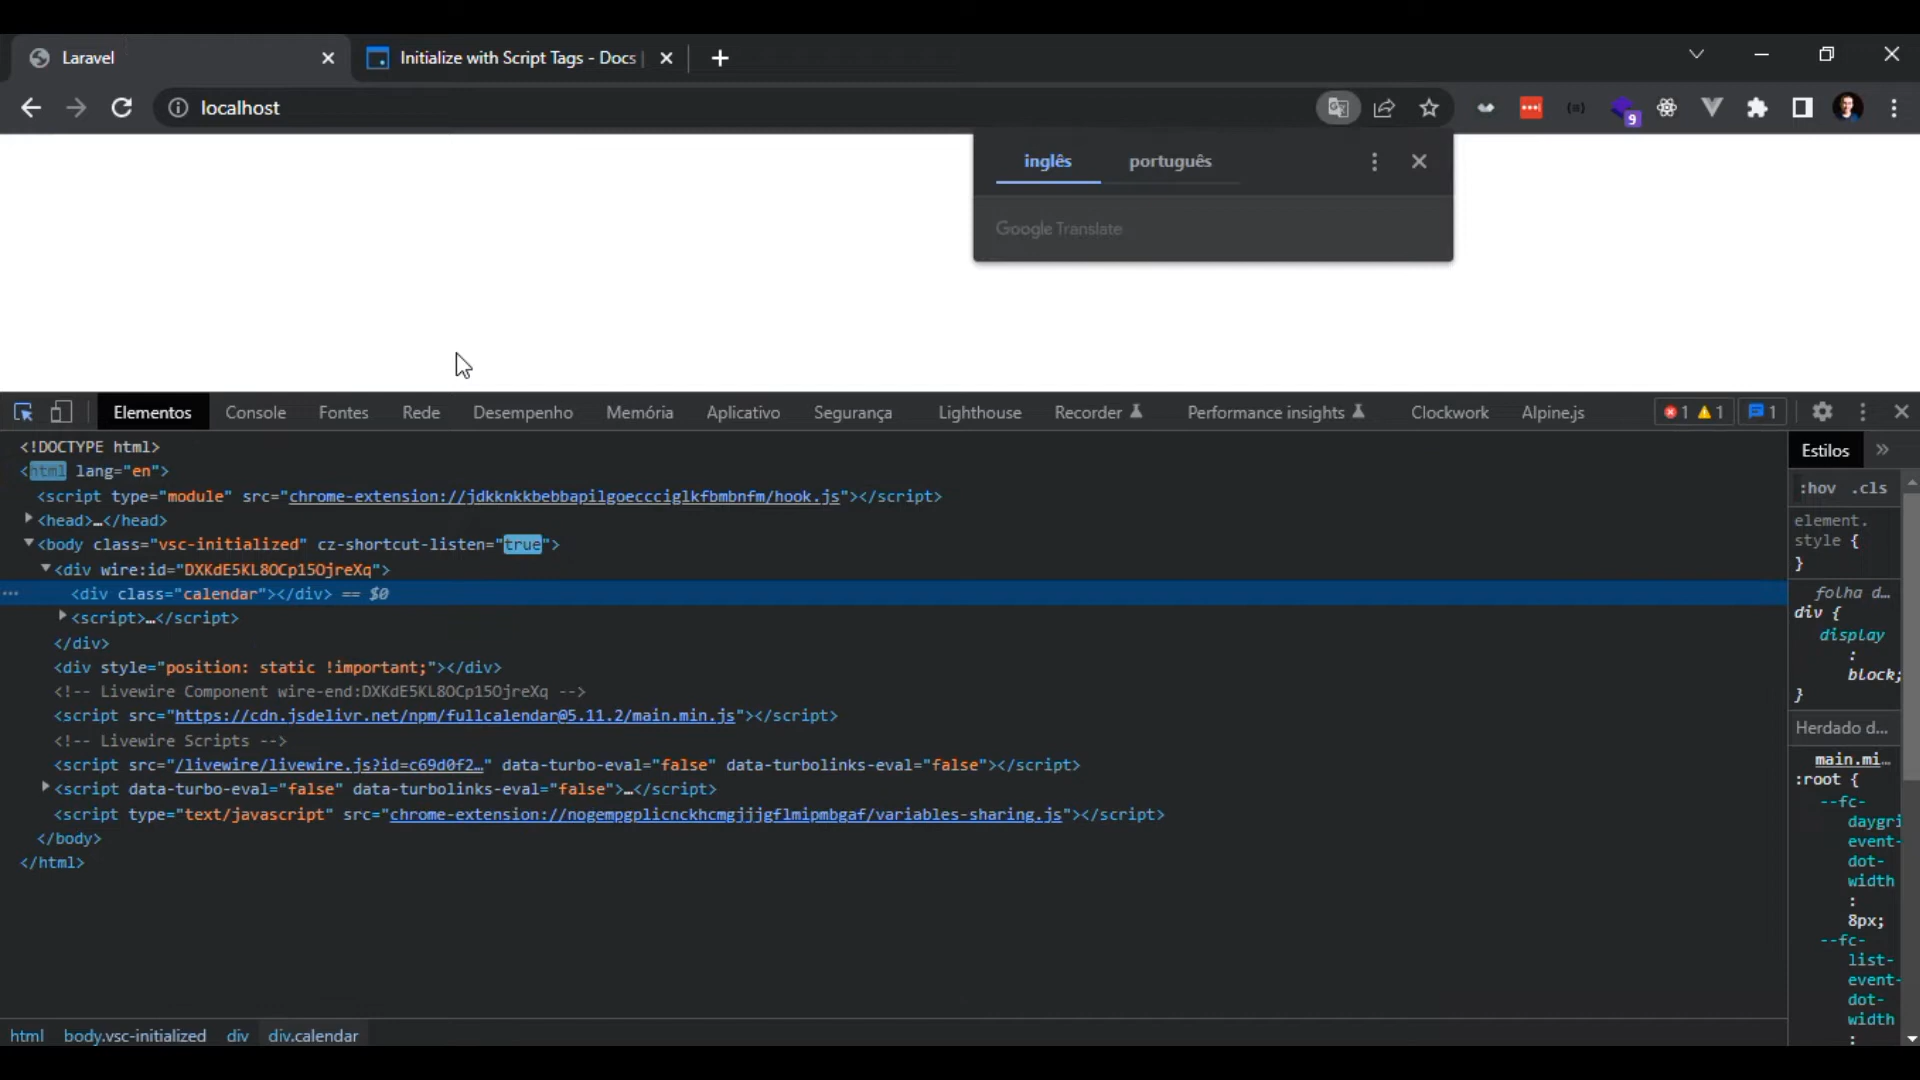 Laravel
Initialize with Script Tags - Docs |
localhost
9
inglês português
Google Translate
Elementos Console Fontes Rede Desempenho Memória Aplicativo Segurança Lighthouse Recorder Performance insights Clockwork Alpine.js 1 1 1
<!DOCTYPE html>
<html lang="en">
<script type="module" src="chrome-extension://jdkknkkbebbapilgoeccciglkfbmbnfm/hook.js"></script>
<head>…</head>
<body class="vsc-initialized" cz-shortcut-listen="true">
<div wire:id="DXKdE5KL8OCp15OjreXq">
… <div class="calendar"></div> == $0
<script>…</script>
</div>
<div style="position: static !important;"></div>
<!-- Livewire Component wire-end:DXKdE5KL8OCp15OjreXq -->
<script src="https://cdn.jsdelivr.net/npm/fullcalendar@5.11.2/main.min.js"></script>
<!-- Livewire Scripts -->
<script src="/livewire/livewire.js?id=c69d0f2…" data-turbo-eval="false" data-turbolinks-eval="false"></script>
<script data-turbo-eval="false" data-turbolinks-eval="false">…</script>
<script type="text/javascript" src="chrome-extension://nogempgplicnckhcmgjjjgflmipmbgaf/variables-sharing.js"></script>
</body>
</html>
html body.vsc-initialized div div.calendar
Estilos »
:hov .cls
element.
style {
}
folha d…
div {
display
:
block;
}
Herdado d…
main.mi…
:root {
--fc-
daygri
event-
dot-
width
:
8px;
--fc-
list-
event-
dot-
width
: